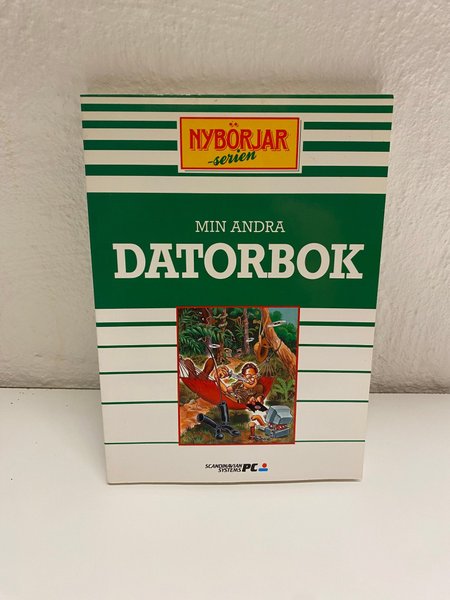 NYBÖRJAR
-serien
MIN ANDRA
DATORBOK
SCANDINAVIAN
SYSTEMS PC